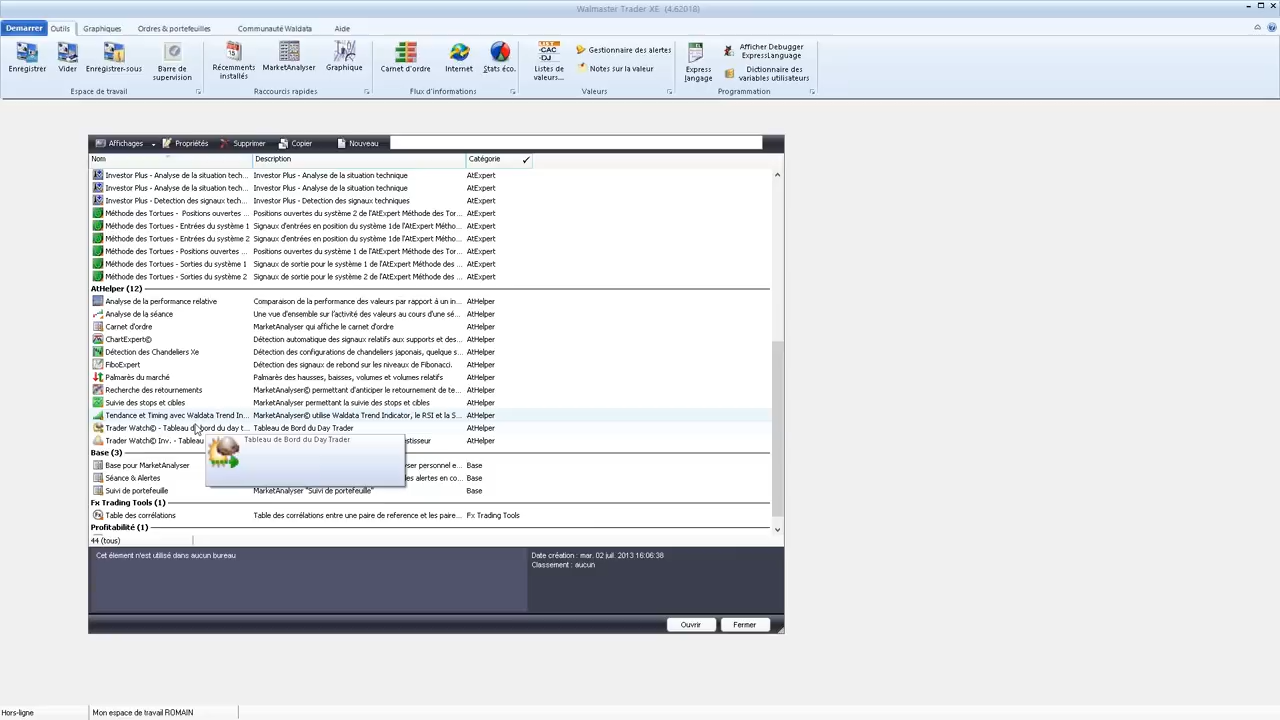 Walmaster Trader XE (4.62018)
Demarrer Outils Graphiques Ordres & portefeuilles Communauté Waldata Aide
Enregistrer Vider Enregistrer-sous Barre de supervision Récemments installés MarketAnalyser Graphique Carnet d'ordre Internet Stats éco. Listes de valeurs... Gestionnaire des alertes Notes sur la valeur Express langage Afficher Debugger ExpressLanguage Dictionnaire des variables utilisateurs
Espace de travail Raccourcis rapides Flux d'informations Valeurs Programmation
Affichages Propriétés Supprimer Copier Nouveau
Nom Description Catégorie
Investor Plus - Analyse de la situation tech... Investor Plus - Analyse de la situation technique AtExpert
Investor Plus - Analyse de la situation tech... Investor Plus - Analyse de la situation technique AtExpert
Investor Plus - Detection des signaux tech... Investor Plus - Detection des signaux techniques AtExpert
Méthode des Tortues - Positions ouvertes ... Positions ouvertes du système 2 de l'AtExpert Méthode des Tor... AtExpert
Méthode des Tortues - Entrées du système 1 Signaux d'entrées en position du système 1de l'AtExpert Métho... AtExpert
Méthode des Tortues - Entrées du système 2 Signaux d'entrées en position du système 2 de l'AtExpert Méth... AtExpert
Méthode des Tortues - Positions ouvertes ... Positions ouvertes du système 1 de l'AtExpert Méthode des Tor... AtExpert
Méthode des Tortues - Sorties du système 1 Signaux de sortie pour le système 1 de l'AtExpert Méthode des ... AtExpert
Méthode des Tortues - Sorties du système 2 Signaux de sortie pour le système 2 de l'AtExpert Méthode des ... AtExpert
AtHelper (12)
Analyse de la performance relative Comparaison de la performance des valeurs par rapport à un in... AtHelper
Analyse de la séance Une vue d'ensemble sur l'activité des valeurs au cours d'une sé... AtHelper
Carnet d'ordre MarketAnalyser qui affiche le carnet d'ordre AtHelper
ChartExpert© Détection automatique des signaux relatifs aux supports et des... AtHelper
Détection des Chandeliers Xe Détection des configurations de chandeliers japonais, quelque s... AtHelper
FiboExpert Détection des signaux de rebond sur les niveaux de Fibonacci. AtHelper
Palmarès du marché Palmarès des hausses, baisses, volumes et volumes relatifs AtHelper
Recherche des retournements MarketAnalyser© permettant d'anticiper le retournement de te... AtHelper
Suivie des stops et cibles MarketAnalyser permettant la suivie des stops et cibles AtHelper
Tendance et Timing avec Waldata Trend In... MarketAnalyser© utilise Waldata Trend Indicator, le RSI et la S... AtHelper
Trader Watch© - Tableau de bord du day t... Tableau de Bord du Day Trader AtHelper
Trader Watch© Inv. - Tableau estisseur AtHelper
Tableau de Bord du Day Trader
Base (3)
Base pour MarketAnalyser yser personnel e... Base
Séance & Alertes es alertes en co... Base
Suivi de portefeuille MarketAnalyser "Suivi de portefeuille" Base
Fx Trading Tools (1)
Table des corrélations Table des corrélations entre une paire de reference et les paire... Fx Trading Tools
Profitabilité (1)
44 (tous)
Cet élement n'est utilisé dans aucun bureau
Date création : mar. 02 juil. 2013 16:06:38
Classement : aucun
Ouvrir Fermer
Hors-ligne Mon espace de travail ROMAIN